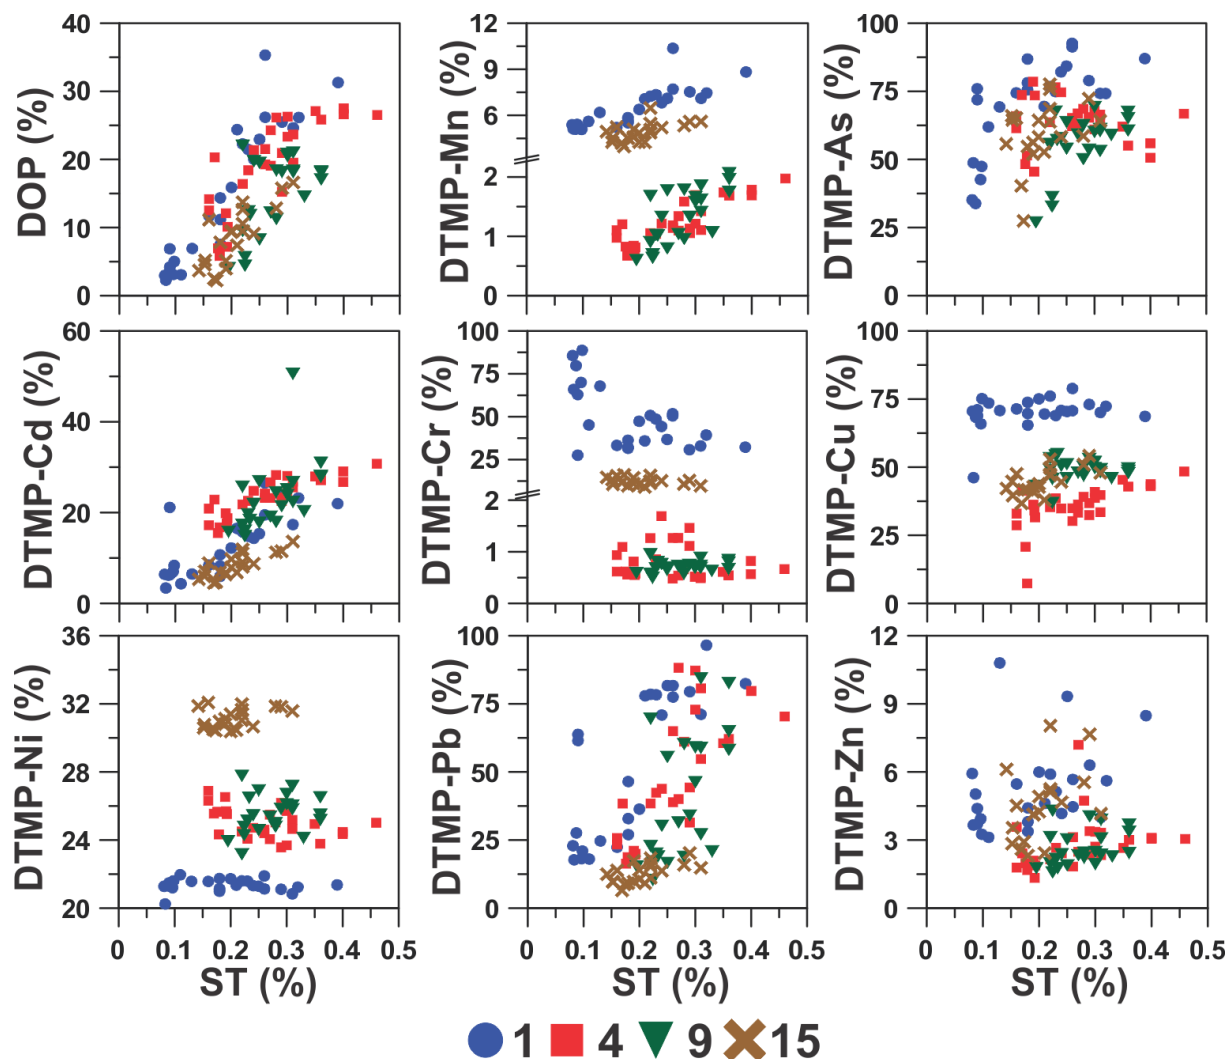 DOP (%)
40
30
20
10
0
DTMP-Mn (%)
12
9
6
2
1
0
DTMP-As (%)
100
75
50
25
0
DTMP-Cd (%)
60
40
20
0
DTMP-Cr (%)
100
75
50
25
2
1
0
DTMP-Cu (%)
100
75
50
25
0
DTMP-Ni (%)
36
32
28
24
20
DTMP-Pb (%)
100
75
50
25
0
DTMP-Zn (%)
12
9
6
3
0
0 0.1 0.2 0.3 0.4 0.5
0 0.1 0.2 0.3 0.4 0.5
0 0.1 0.2 0.3 0.4 0.5
ST (%)
ST (%)
ST (%)
1 4 9 15